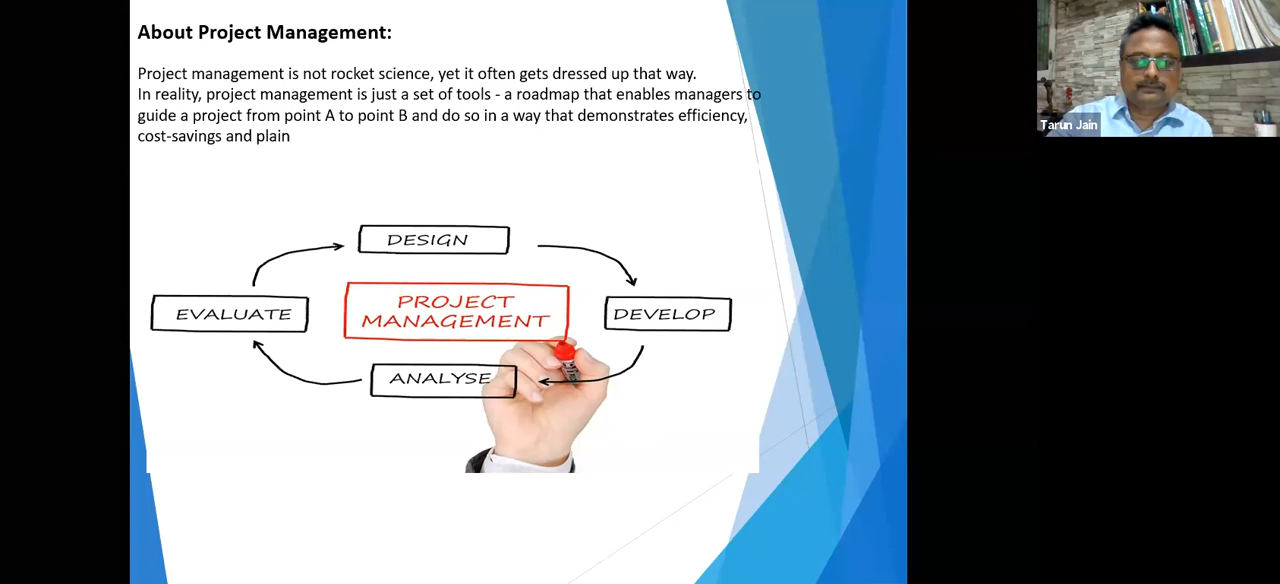 About Project Management:
Project management is not rocket science, yet it often gets dressed up that way.
In reality, project management is just a set of tools - a roadmap that enables managers to
guide a project from point A to point B and do so in a way that demonstrates efficiency,
cost-savings and plain
Tarun Jain
DESIGN
PROJECT
MANAGEMENT
EVALUATE
DEVELOP
ANALYSE